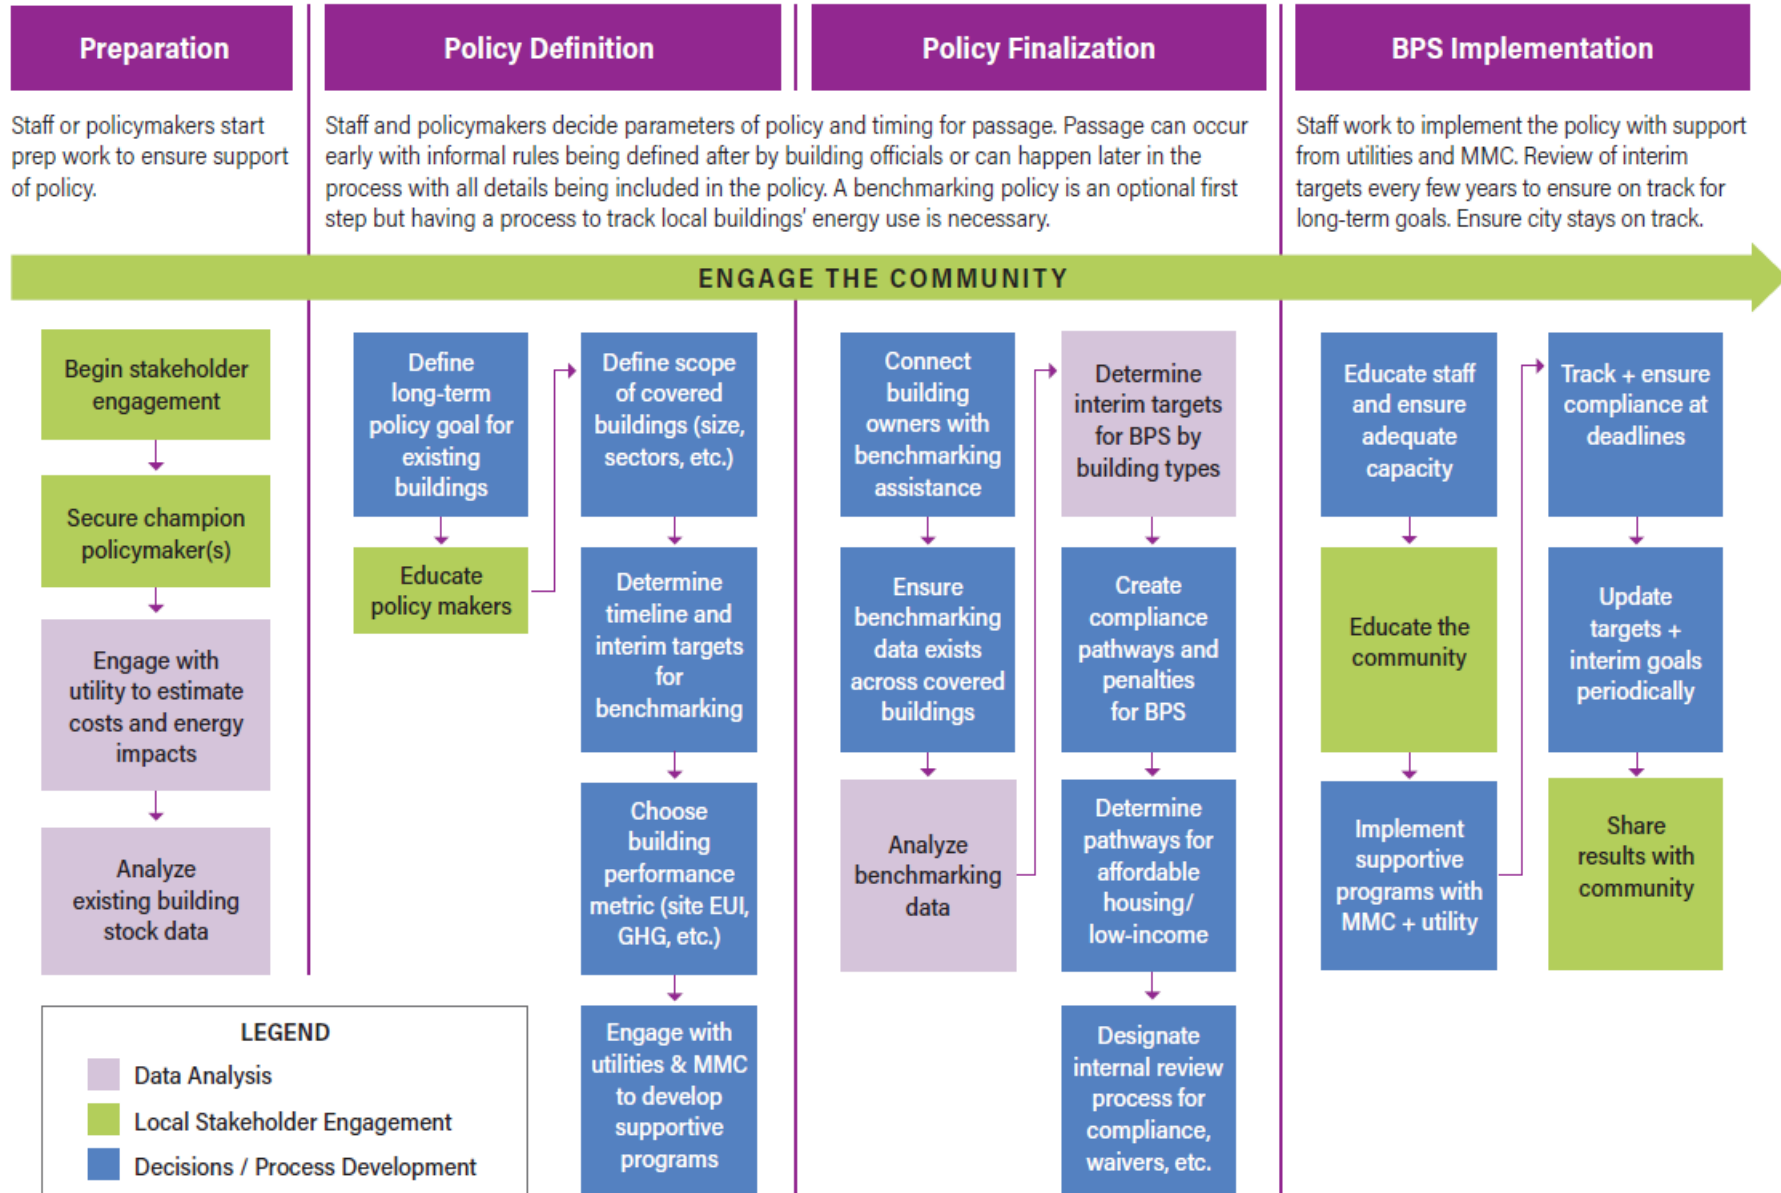 Preparation
Policy Definition
Policy Finalization
BPS Implementation
Staff or policymakers start
prep work to ensure support
of policy.
Staff and policymakers decide parameters of policy and timing for passage. Passage can occur
early with informal rules being defined after by building officials or can happen later in the
process with all details being included in the policy. A benchmarking policy is an optional first
step but having a process to track local buildings' energy use is necessary.
Staff work to implement the policy with support
from utilities and MMC. Review of interim
targets every few years to ensure on track for
long-term goals. Ensure city stays on track.
ENGAGE THE COMMUNITY
Begin stakeholder
engagement
Secure champion
policymaker(s)
Engage with
utility to estimate
costs and energy
impacts
Analyze
existing building
stock data
Define
long-term
policy goal for
existing
buildings
Educate
policy makers
Define scope
of covered
buildings (size,
sectors, etc.)
Determine
timeline and
interim targets
for
benchmarking
Choose
building
performance
metric (site EUI,
GHG, etc.)
Engage with
utilities & MMC
to develop
supportive
programs
Connect
building
owners with
benchmarking
assistance
Ensure
benchmarking
data exists
across covered
buildings
Analyze
benchmarking
data
Determine
interim targets
for BPS by
building types
Create
compliance
pathways and
penalties
for BPS
Determine
pathways for
affordable
housing/
low-income
Designate
internal review
process for
compliance,
waivers, etc.
Educate staff
and ensure
adequate
capacity
Educate the
community
Implement
supportive
programs with
MMC + utility
Track + ensure
compliance at
deadlines
Update
targets +
interim goals
periodically
Share
results with
community
LEGEND
Data Analysis
Local Stakeholder Engagement
Decisions / Process Development